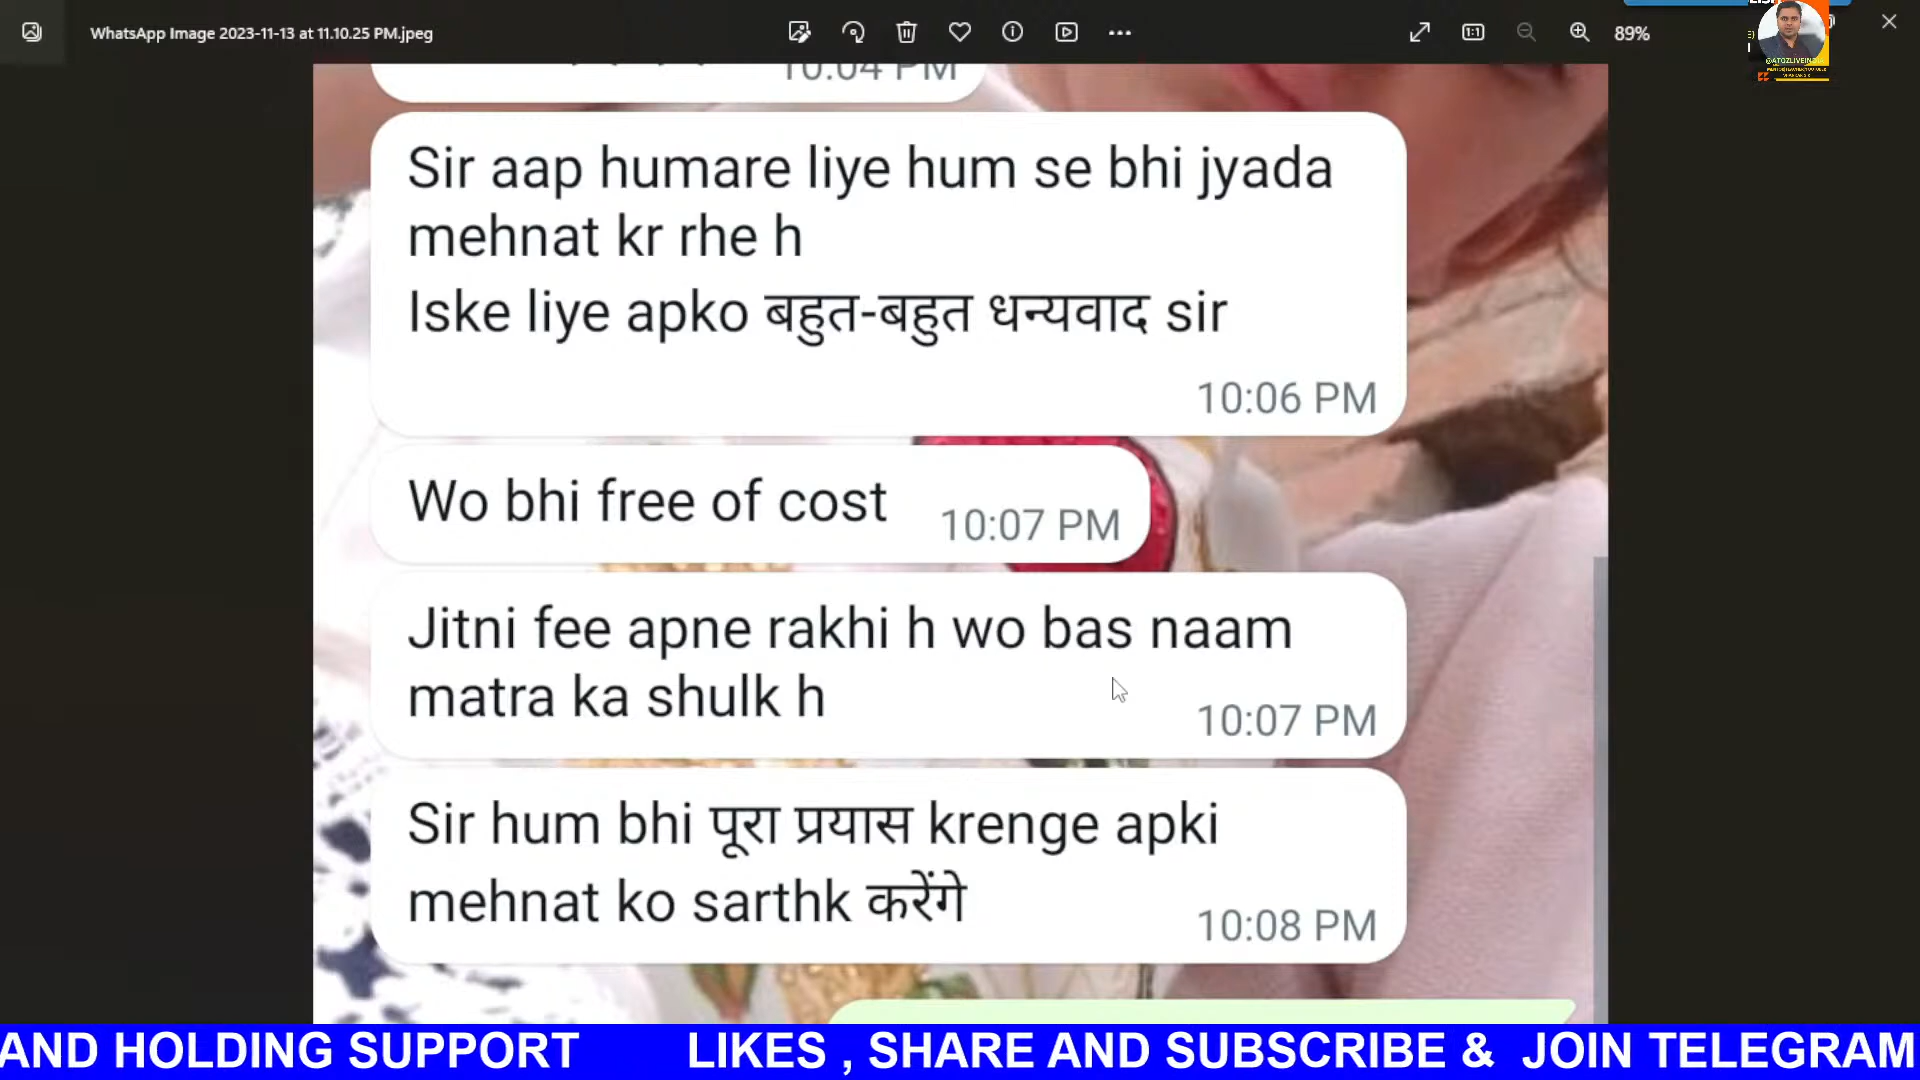 WhatsApp Image 2023-11-13 at 11.10.25 PM.jpeg
89%
@ATOZLIVEINDIA
10:04 PM
Sir aap humare liye hum se bhi jyada
mehnat kr rhe h
Iske liye apko बहुत-बहुत धन्यवाद sir
10:06 PM
Wo bhi free of cost 10:07 PM
Jitni fee apne rakhi h wo bas naam
matra ka shulk h
10:07 PM
Sir hum bhi पूरा प्रयास krenge apki
mehnat ko sarthk करेंगे
10:08 PM
AND HOLDING SUPPORT LIKES , SHARE AND SUBSCRIBE & JOIN TELEGRAM